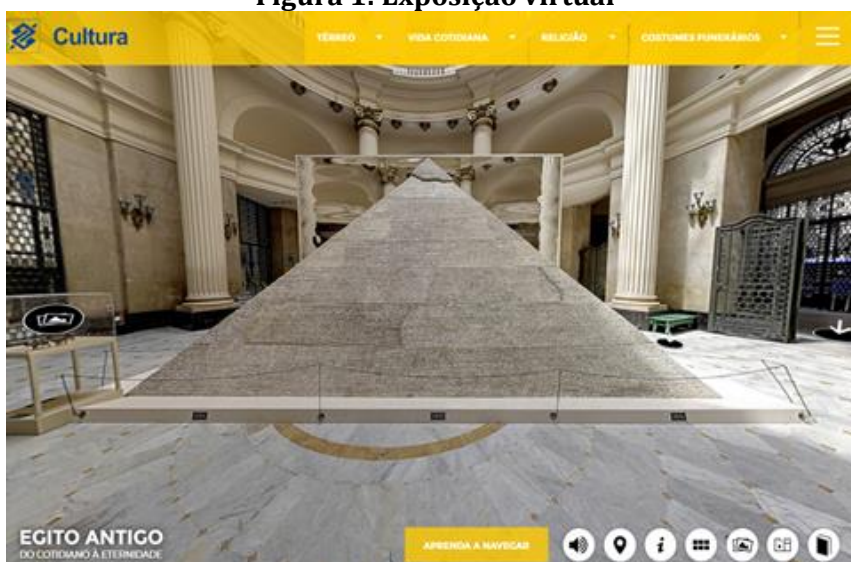 Figura 1: Exposição virtual
Cultura
TÉRREO
VIDA COTIDIANA
RELIGIÃO
COSTUMES FUNERÁRIOS
EGITO ANTIGO
DO COTIDIANO À ETERNIDADE
APRENDA A NAVEGAR